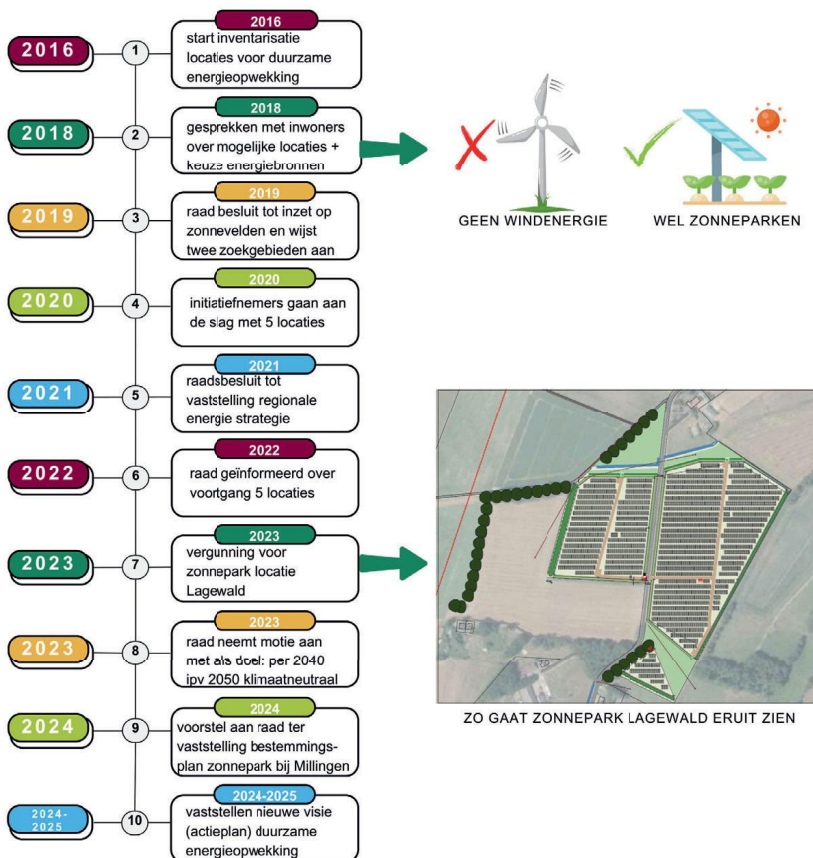 2016
1
2016
start inventarisatie
locaties voor duurzame
energieopwekking
2018
2
2018
gesprekken met inwoners
over mogelijke locaties +
keuze energiebronnen
GEEN WINDENERGIE
WEL ZONNEPARKEN
2019
3
2019
raad besluit tot inzet op
zonnevelden en wijst
twee zoekgebieden aan
2020
4
2020
initiatiefnemers gaan aan
de slag met 5 locaties
2021
5
2021
raadsbesluit tot
vaststelling regionale
energie strategie
2022
6
2022
raad geïnformeerd over
voortgang 5 locaties
2023
7
2023
vergunning voor
zonnepark locatie
Lagewald
ZO GAAT ZONNEPARK LAGEWALD ERUIT ZIEN
2023
8
2023
raad neemt motie aan
met als doel: per 2040
ipv 2050 klimaatneutraal
2024
9
2024
voorstel aan raad ter
vaststelling bestemmings-
plan zonnepark bij Millingen
2024-
2025
10
2024-2025
vaststellen nieuwe visie
(actieplan) duurzame
energieopwekking